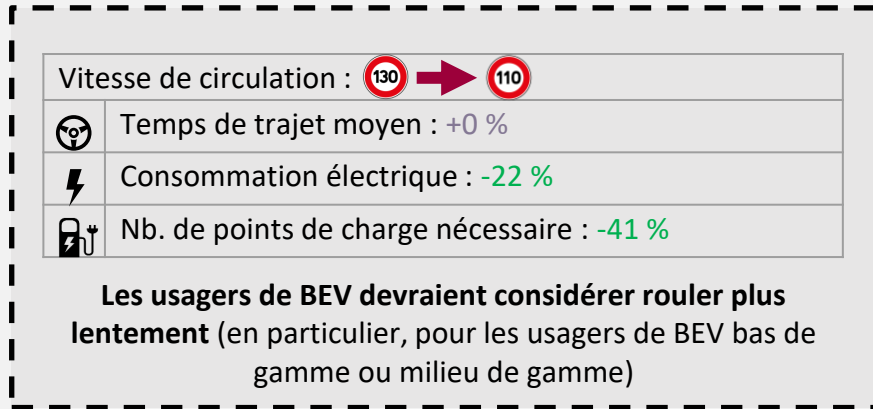 Vitesse de circulation : 130 110
Temps de trajet moyen : +0 %
Consommation électrique : -22 %
Nb. de points de charge nécessaire : -41 %
Les usagers de BEV devraient considérer rouler plus
lentement (en particulier, pour les usagers de BEV bas de
gamme ou milieu de gamme)